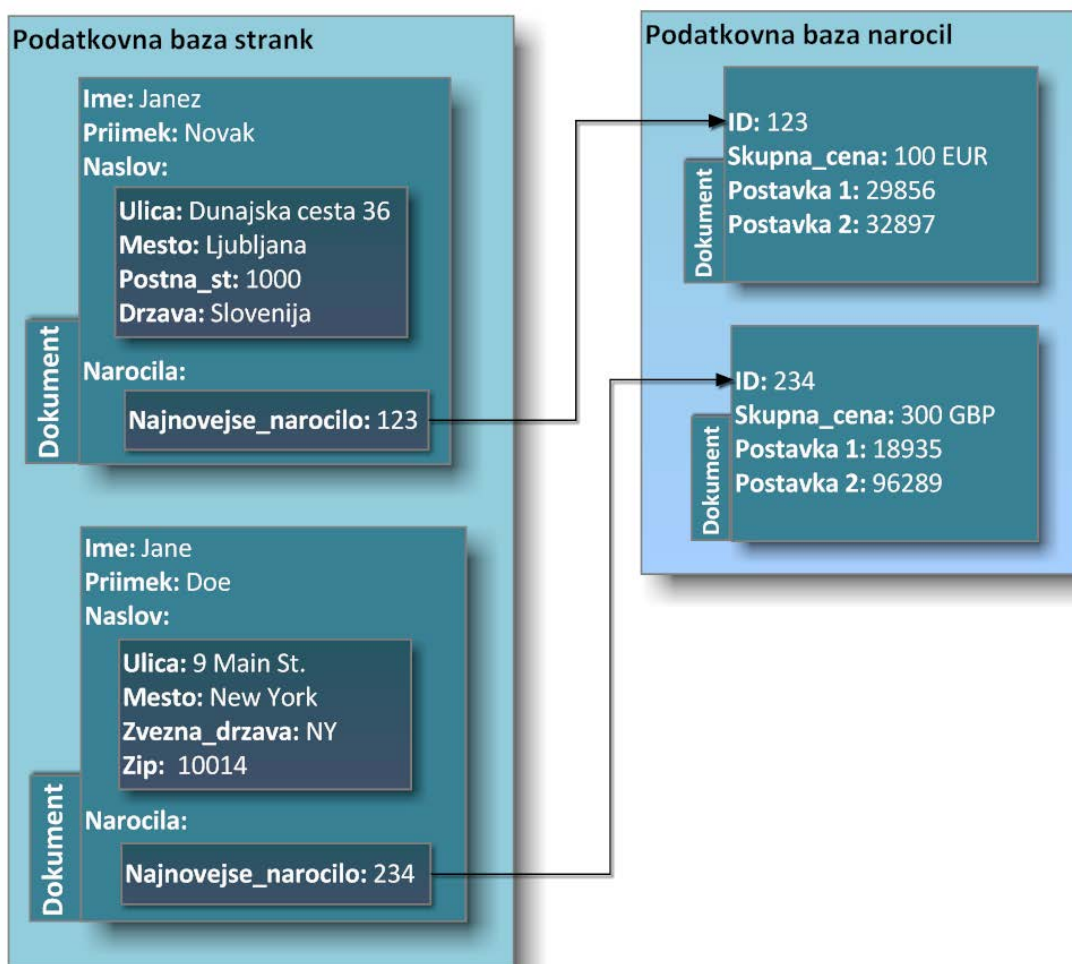 Podatkovna baza strank
Ime: Janez
Priimek: Novak
Naslov:
Ulica: Dunajska cesta 36
Mesto: Ljubljana
Postna_st: 1000
Drzava: Slovenija
Narocila:
Najnovejse_narocilo: 123
Dokument
Ime: Jane
Priimek: Doe
Naslov:
Ulica: 9 Main St.
Mesto: New York
Zvezna_drzava: NY
Zip: 10014
Narocila:
Najnovejse_narocilo: 234
Dokument
Podatkovna baza narocil
ID: 123
Skupna_cena: 100 EUR
Postavka 1: 29856
Postavka 2: 32897
Dokument
ID: 234
Skupna_cena: 300 GBP
Postavka 1: 18935
Postavka 2: 96289
Dokument